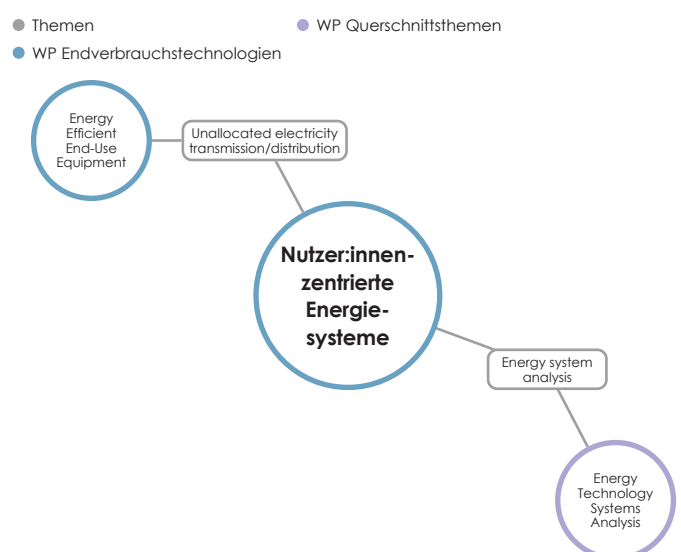 Themen
WP Querschnittsthemen
WP Endverbrauchstechnologien
Energy
Efficient
End-Use
Equipment
Unallocated electricity
transmission/distribution
Nutzer:innen-
zentrierte
Energie-
systeme
Energy system
analysis
Energy
Technology
Systems
Analysis